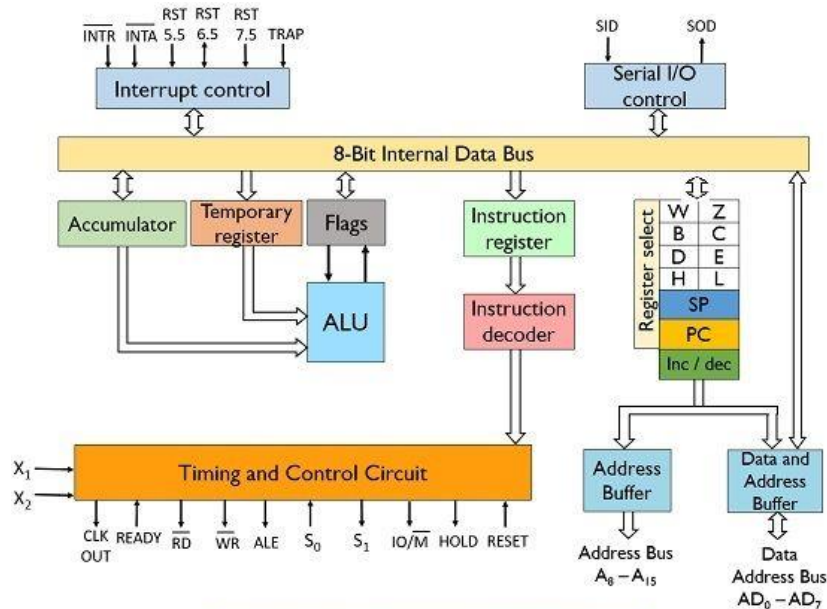 RST RST RST
INTR INTA 5.5 6.5 7.5 TRAP
SID SOD
Interrupt control
Serial I/O
control
8-Bit Internal Data Bus
Accumulator
Temporary
register
Flags
Instruction
register
Register select
W Z
B C
D E
H L
SP
PC
Inc / dec
ALU
Instruction
decoder
X₁
X₂
Timing and Control Circuit
Address
Buffer
Data and
Address
Buffer
CLK
OUT
READY
RD
WR
ALE
S₀
S₁
IO/M
HOLD
RESET
Address Bus
A₈ – A₁₅
Data
Address Bus
AD₀ – AD₇